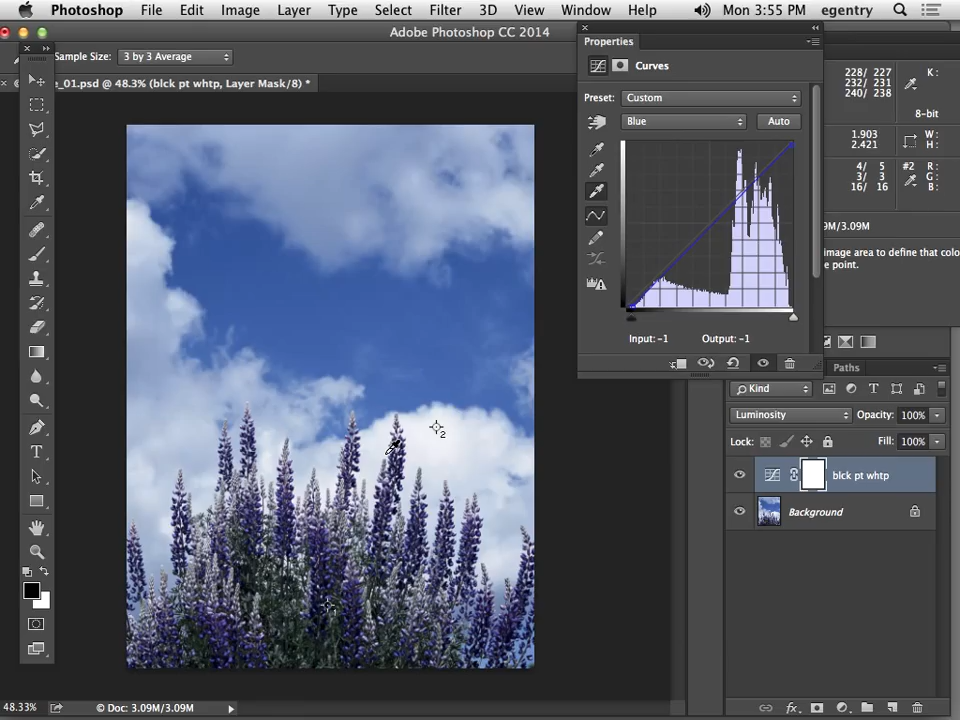 Photoshop File Edit Image Layer Type Select Filter 3D View Window Help Mon 3:55 PM egentry
Adobe Photoshop CC 2014
Sample Size: 3 by 3 Average
_01.psd @ 48.3% (blck pt whtp, Layer Mask/8) *
Properties
Curves
Preset: Custom
Blue Auto
Input: -1 Output: -1
228/ 227
232/ 231
240/ 238
K:
8-bit
1.903
2.421
W:
H:
4/ 5
3/ 3
16/ 16
#2 R:
G:
B:
9M/3.09M
image area to define that colo
e point.
Paths
Kind
Luminosity Opacity: 100%
Lock: Fill: 100%
blck pt whtp
Background
2
48.33% © Doc: 3.09M/3.09M